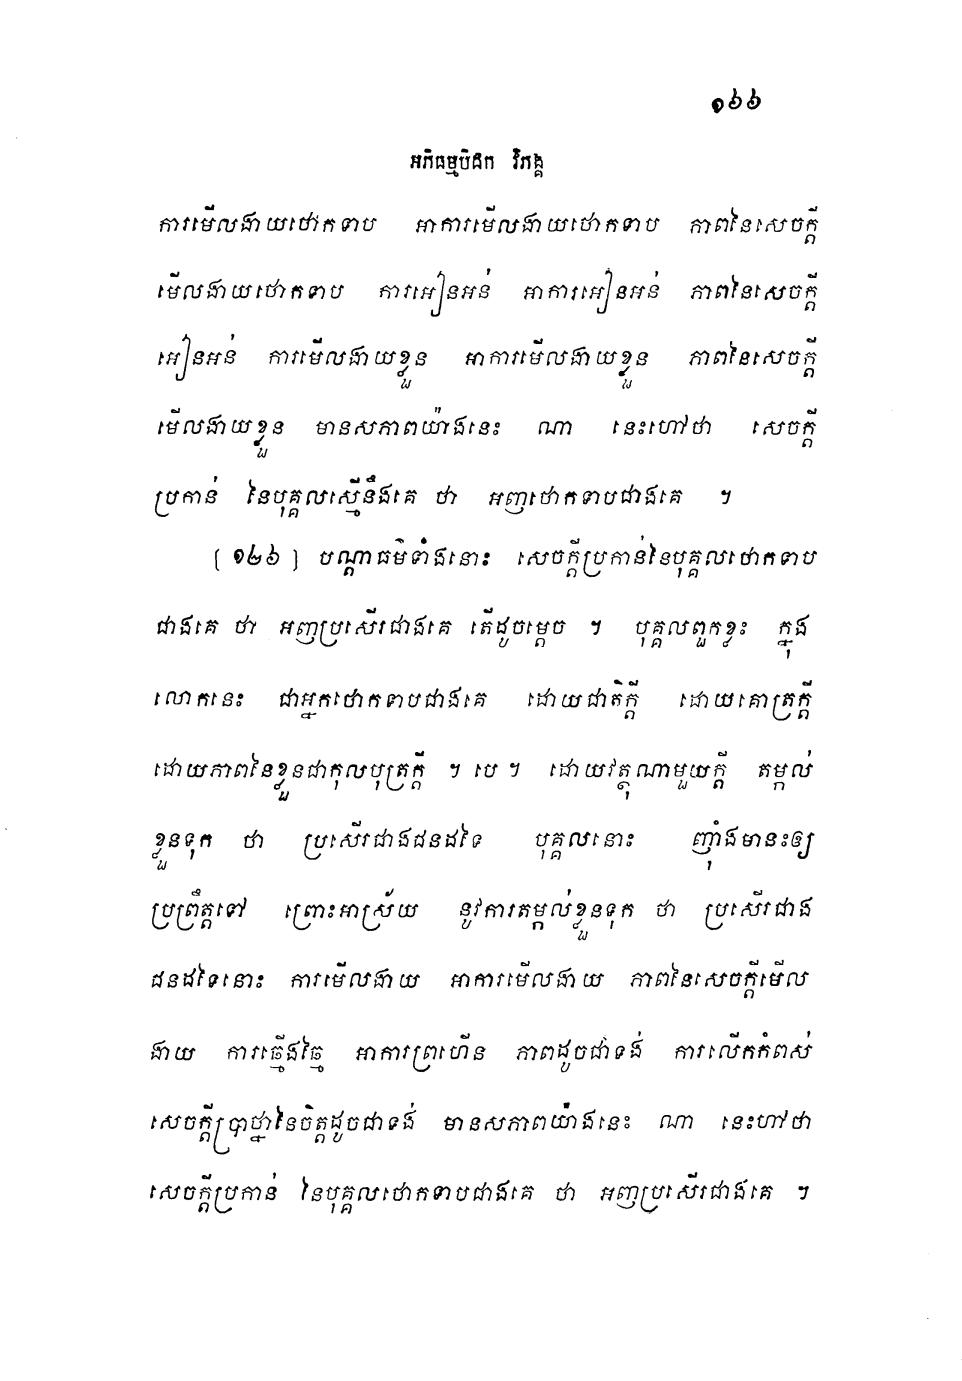 ១៦៦
អភិធម្មបិដក វិភង្គ
ការមើលងាយថោកទាប អាការមើលងាយថោកទាប ភាពនៃសេចក្តី
មើលងាយថោកទាប ការអៀនអន់ អាការអៀនអន់ ភាពនៃសេចក្តី
អៀនអន់ ការមើលងាយខ្លួន អាការមើលងាយខ្លួន ភាពនៃសេចក្តី
មើលងាយខ្លួន មានសភាពយ៉ាងនេះ ណា នេះហៅថា សេចក្តី
ប្រកាន់ នៃបុគ្គលស្មើនឹងគេ ថា អញថោកទាបជាងគេ ។
[១២៦] បណ្តាធម៌ទាំងនោះ សេចក្តីប្រកាន់នៃបុគ្គលថោកទាប
ជាងគេ ថា អញប្រសើរជាងគេ តើដូចម្តេច ។ បុគ្គលពួកខ្លះ ក្នុង
លោកនេះ ជាអ្នកថោកទាបជាងគេ ដោយជាតិក្តី ដោយគោត្រក្តី
ដោយភាពនៃខ្លួនជាកុលបុត្រក្តី ។ បេ ។ ដោយវត្ថុណាមួយក្តី តម្កល់
ខ្លួនទុក ថា ប្រសើរជាងជនដទៃ បុគ្គលនោះ ញ៉ាំងមានះឲ្យ
ប្រព្រឹត្តទៅ ព្រោះអាស្រ័យ នូវការតម្កល់ខ្លួនទុក ថា ប្រសើរជាង
ជនដទៃនោះ ការមើលងាយ អាការមើលងាយ ភាពនៃសេចក្តីមើល
ងាយ ការធ្មើងធ្មៃ អាការព្រហើន ភាពដូចជាទង់ ការលើកកំពស់
សេចក្តីប្រាថ្នានៃចិត្តដូចជាទង់ មានសភាពយ៉ាងនេះ ណា នេះហៅថា
សេចក្តីប្រកាន់ នៃបុគ្គលថោកទាបជាងគេ ថា អញប្រសើរជាងគេ ។